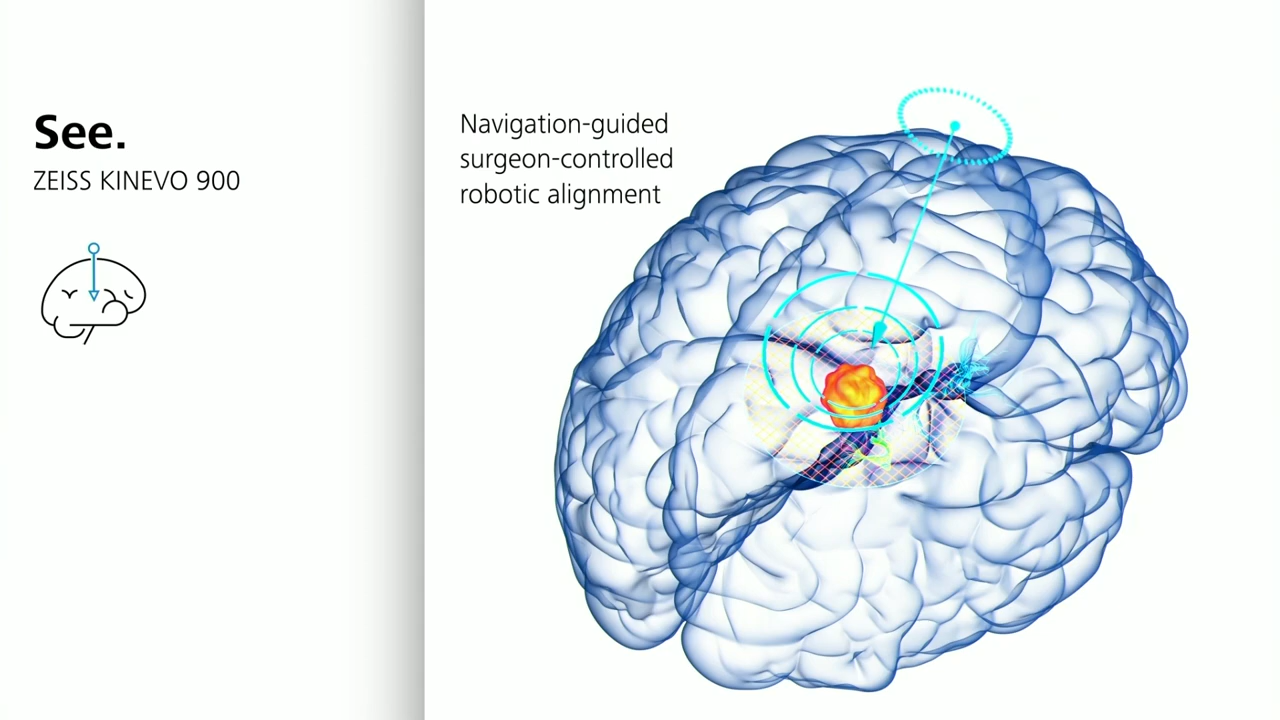 See.
ZEISS KINEVO 900
Navigation-guided
surgeon-controlled
robotic alignment